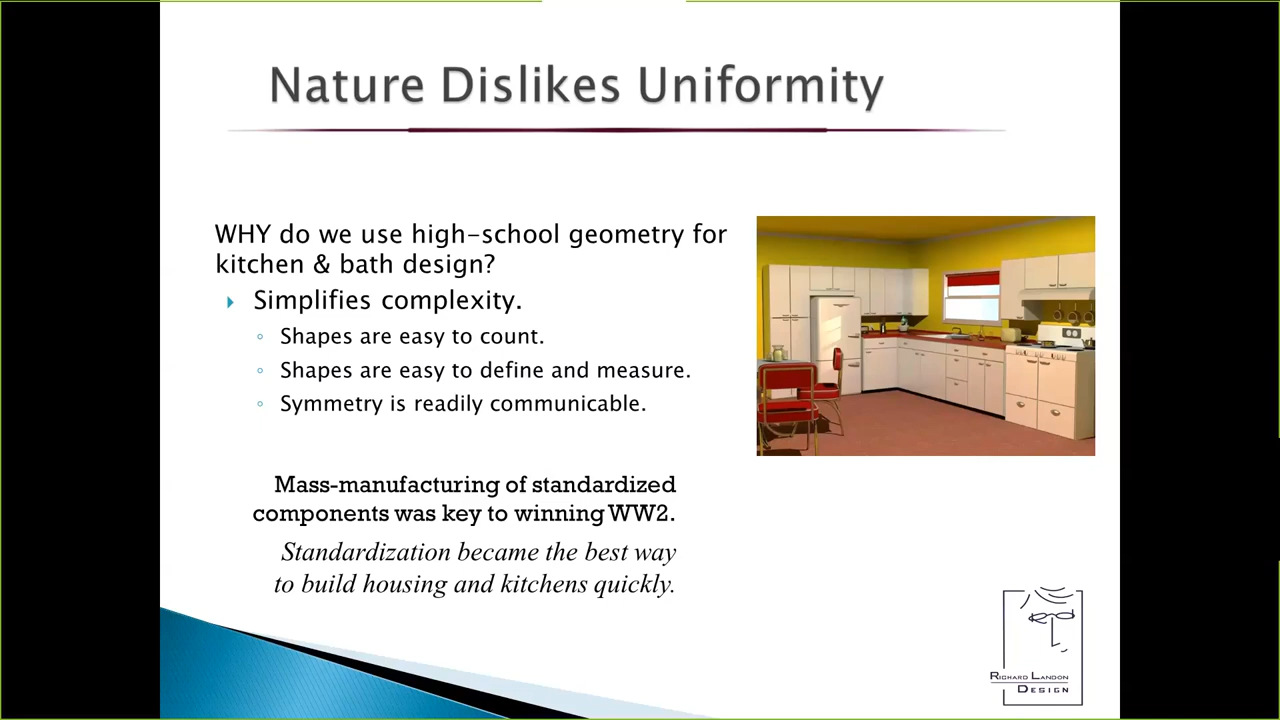 Nature Dislikes Uniformity
WHY do we use high-school geometry for
kitchen & bath design?
Simplifies complexity.
Shapes are easy to count.
Shapes are easy to define and measure.
Symmetry is readily communicable.
Mass-manufacturing of standardized
components was key to winning WW2.
Standardization became the best way
to build housing and kitchens quickly.
RICHARD LANDON
DESIGN